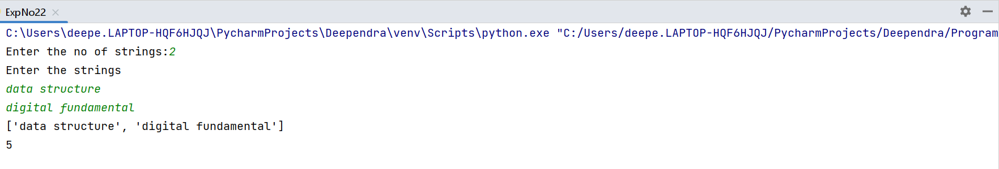 ExpNo22
C:\Users\deepe.LAPTOP-HQF6HJQJ\PycharmProjects\Deependra\venv\Scripts\python.exe "C:/Users/deepe.LAPTOP-HQF6HJQJ/PycharmProjects/Deependra/Program
Enter the no of strings:2
Enter the strings
data structure
digital fundamental
['data structure', 'digital fundamental']
5